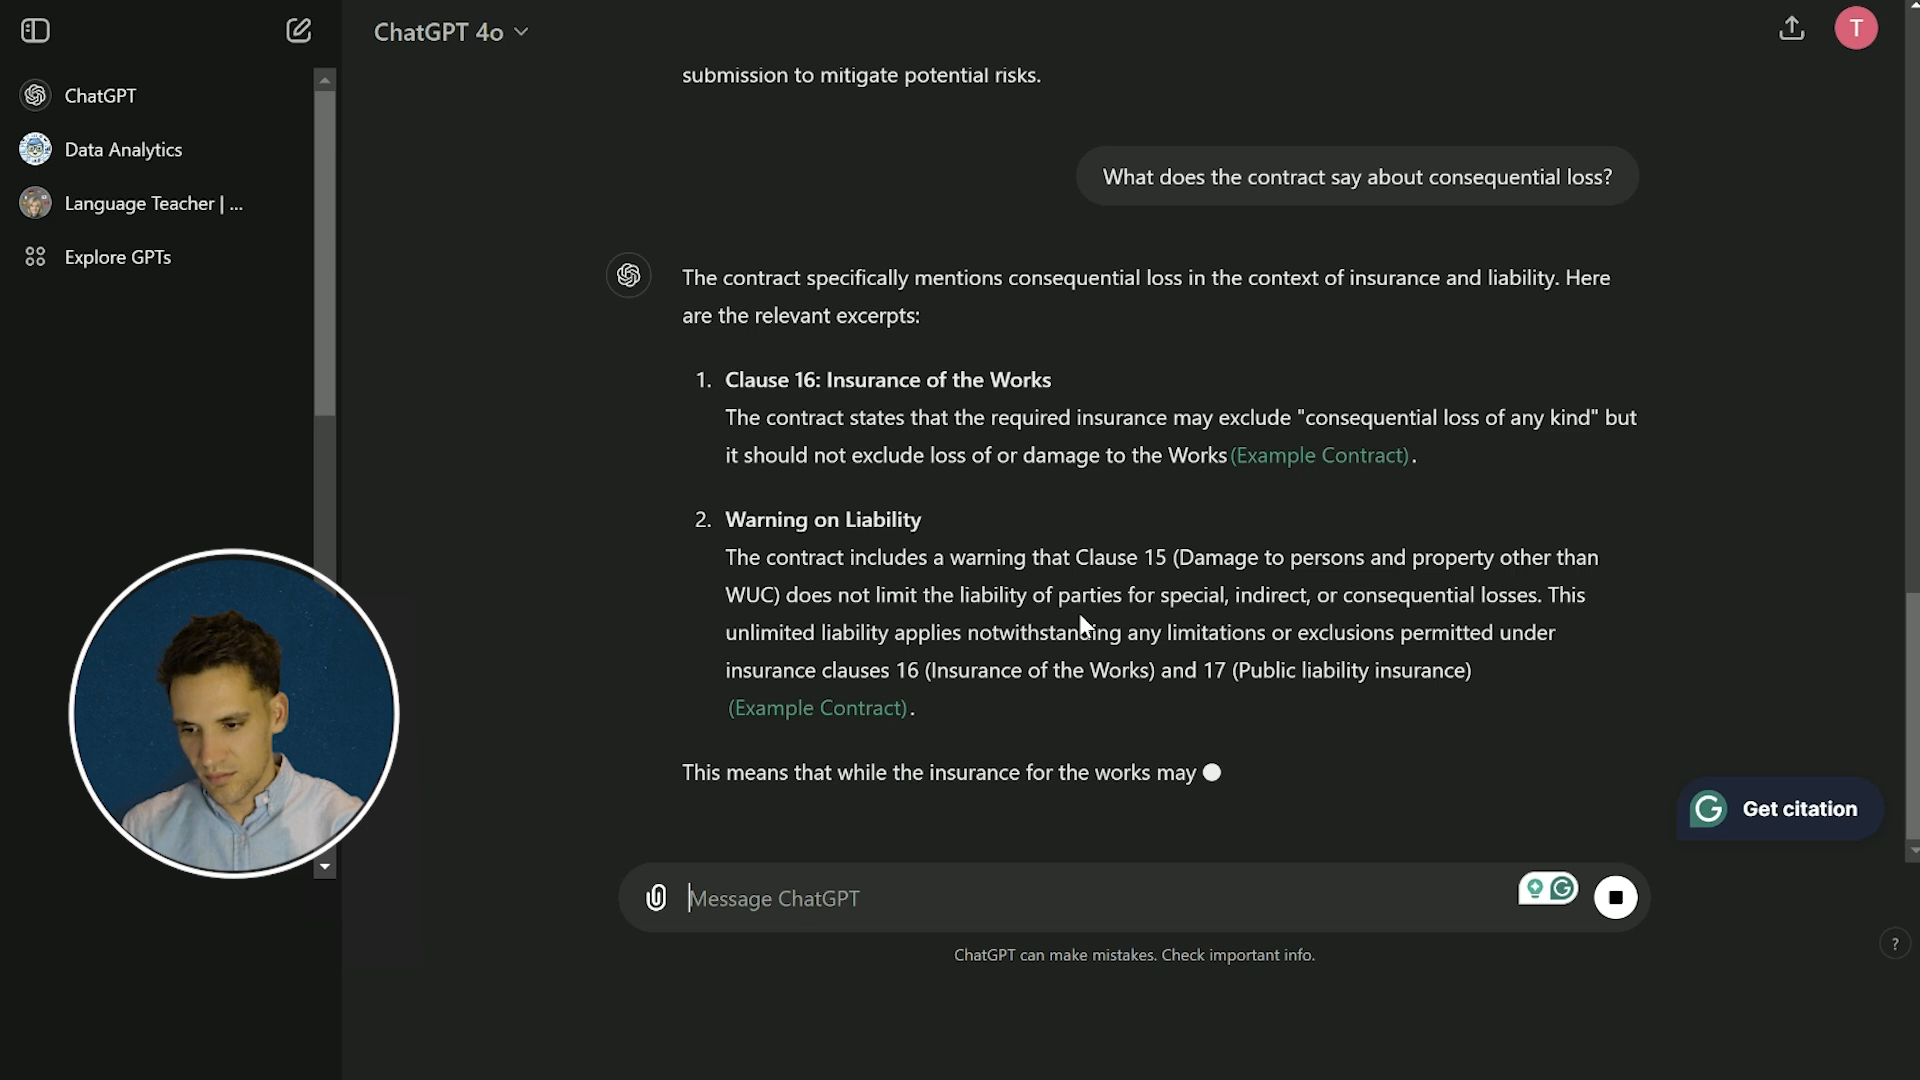 ChatGPT 4o
T
ChatGPT
Data Analytics
Language Teacher | ...
Explore GPTs
submission to mitigate potential risks.
What does the contract say about consequential loss?
The contract specifically mentions consequential loss in the context of insurance and liability. Here
are the relevant excerpts:
1. Clause 16: Insurance of the Works
The contract states that the required insurance may exclude "consequential loss of any kind" but
it should not exclude loss of or damage to the Works (Example Contract).
2. Warning on Liability
The contract includes a warning that Clause 15 (Damage to persons and property other than
WUC) does not limit the liability of parties for special, indirect, or consequential losses. This
unlimited liability applies notwithstanding any limitations or exclusions permitted under
insurance clauses 16 (Insurance of the Works) and 17 (Public liability insurance)
(Example Contract).
This means that while the insurance for the works may
G Get citation
Message ChatGPT
G
ChatGPT can make mistakes. Check important info.
?